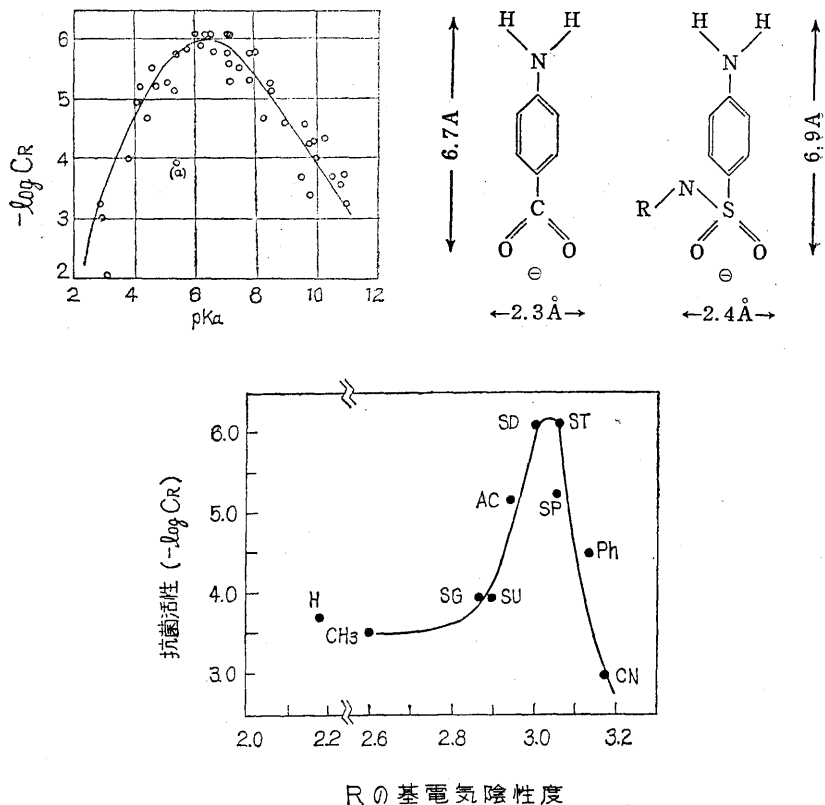 6
5
4
3
2
-log CR
2 4 6 8 10 12
pKa
(a)
H H
N
6.7A
C
O O
⊖
←2.3Å→
H H
N
6.9A
R N S
O O
⊖
←2.4Å→
抗菌活性 (-log CR)
6.0
5.0
4.0
3.0
SD ST
AC SP
Ph
SG SU
H
CH3
CN
2.0 2.2 2.6 2.8 3.0 3.2
Rの基電気陰性度